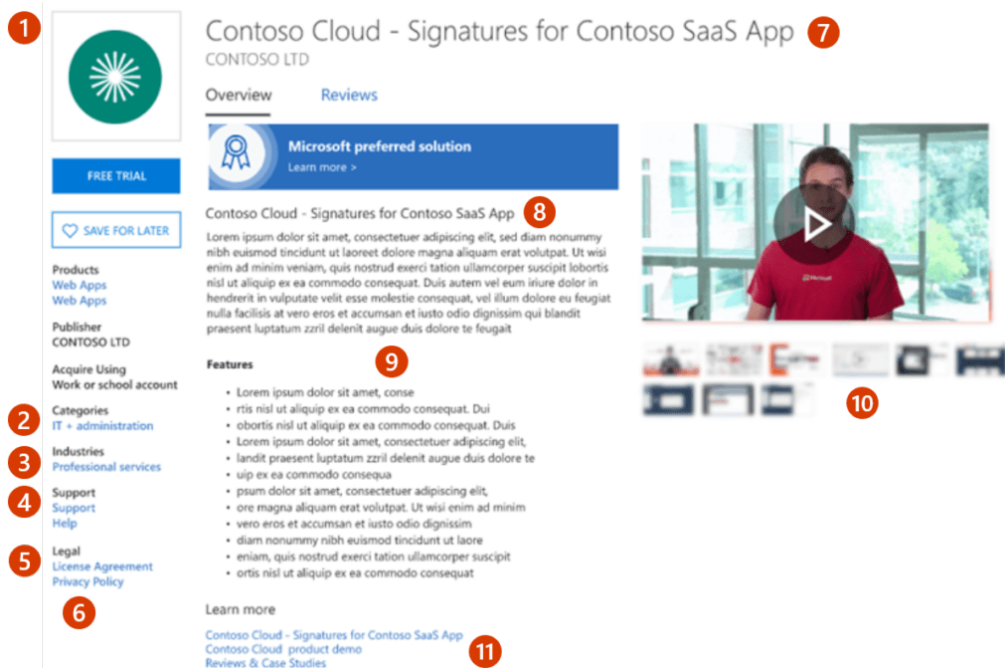 1
FREE TRIAL
SAVE FOR LATER
Products
Web Apps
Web Apps
Publisher
CONTOSO LTD
Acquire Using
Work or school account
2
Categories
IT + administration
3
Industries
Professional services
4
Support
Support
Help
5
Legal
License Agreement
Privacy Policy
6
Contoso Cloud - Signatures for Contoso SaaS App 7
CONTOSO LTD
Overview Reviews
Microsoft preferred solution
Learn more >
Contoso Cloud - Signatures for Contoso SaaS App 8
Lorem ipsum dolor sit amet, consectetuer adipiscing elit, sed diam nonummy
nibh euismod tincidunt ut laoreet dolore magna aliquam erat volutpat. Ut wisi
enim ad minim veniam, quis nostrud exerci tation ullamcorper suscipit lobortis
nisl ut aliquip ex ea commodo consequat. Duis autem vel eum iriure dolor in
hendrerit in vulputate velit esse molestie consequat, vel illum dolore eu feugiat
nulla facilisis at vero eros et accumsan et iusto odio dignissim qui blandit
praesent luptatum zzril delenit augue duis dolore te feugait
Features 9
• Lorem ipsum dolor sit amet, conse
• rtis nisl ut aliquip ex ea commodo consequat. Dui
• obortis nisl ut aliquip ex ea commodo consequat. Duis
• Lorem ipsum dolor sit amet, consectetuer adipiscing elit,
• landit praesent luptatum zzril delenit augue duis dolore te
• uip ex ea commodo consequa
• psum dolor sit amet, consectetuer adipiscing elit,
• ore magna aliquam erat volutpat. Ut wisi enim ad minim
• vero eros et accumsan et iusto odio dignissim
• diam nonummy nibh euismod tincidunt ut laore
• eniam, quis nostrud exerci tation ullamcorper suscipit
• ortis nisl ut aliquip ex ea commodo consequat
Learn more
Contoso Cloud - Signatures for Contoso SaaS App
Contoso Cloud product demo
Reviews & Case Studies
11
Microsoft
10